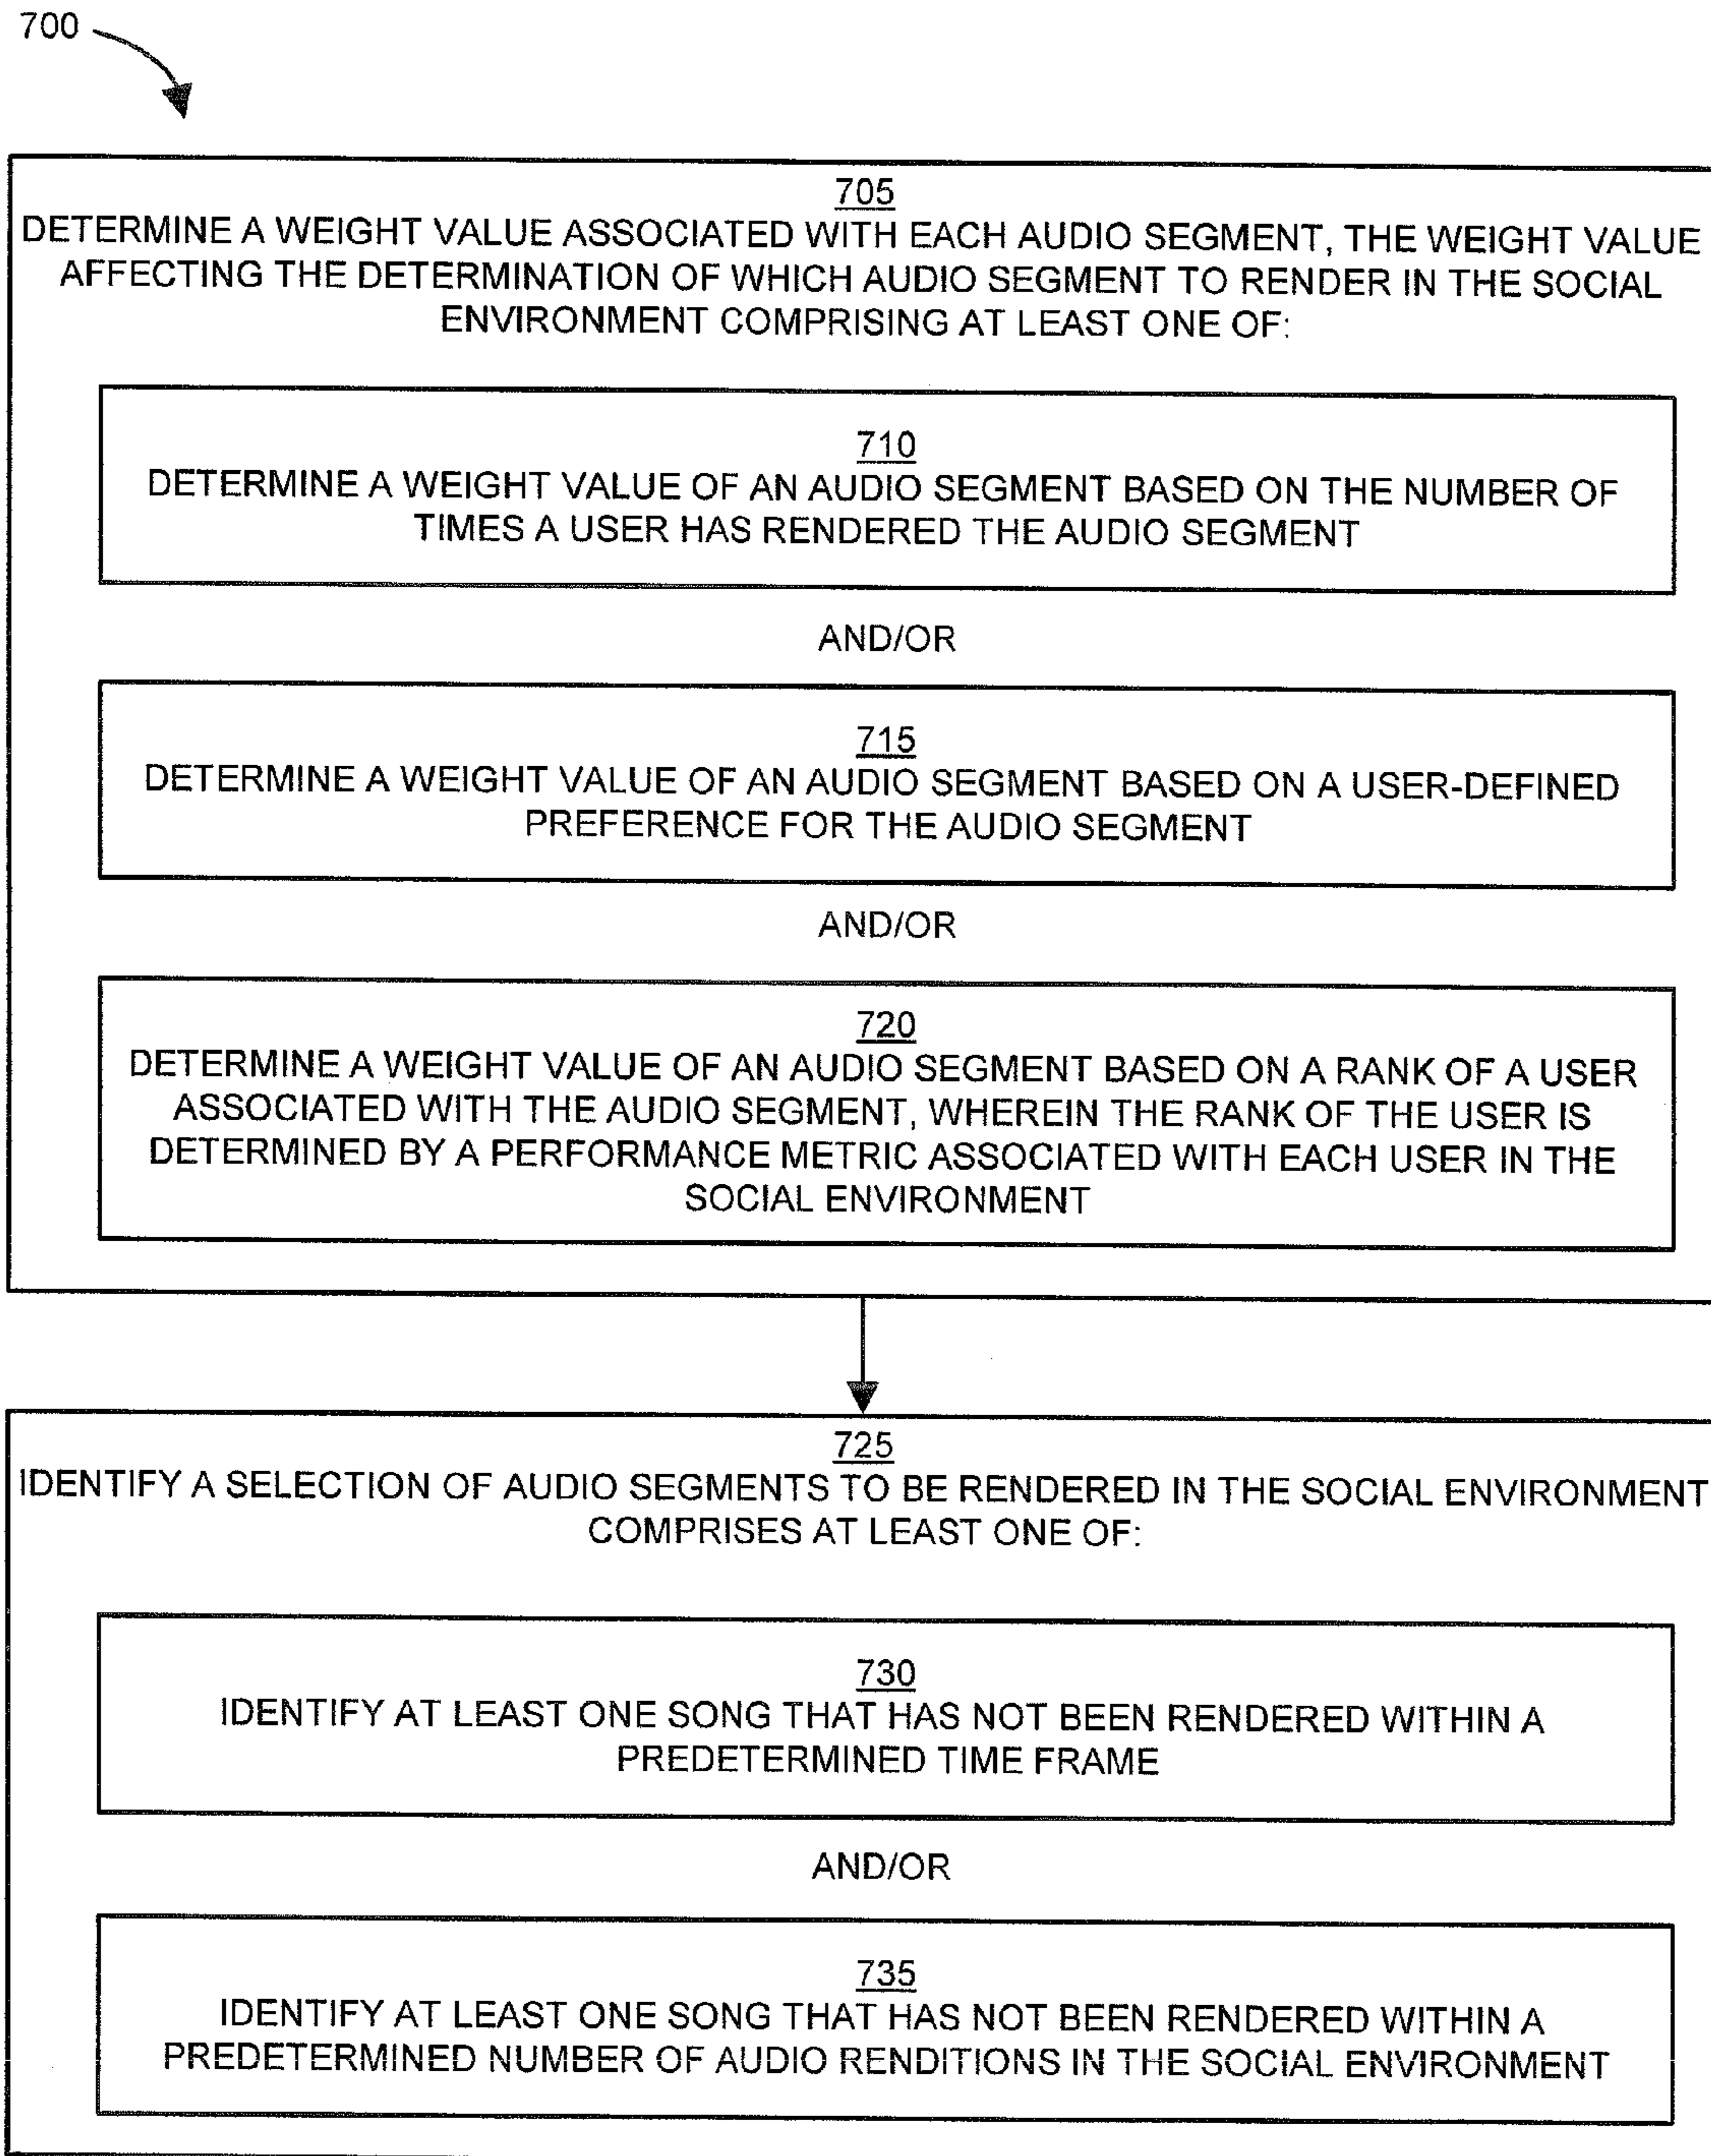 700
705
DETERMINE A WEIGHT VALUE ASSOCIATED WITH EACH AUDIO SEGMENT, THE WEIGHT VALUE
AFFECTING THE DETERMINATION OF WHICH AUDIO SEGMENT TO RENDER IN THE SOCIAL
ENVIRONMENT COMPRISING AT LEAST ONE OF:
710
DETERMINE A WEIGHT VALUE OF AN AUDIO SEGMENT BASED ON THE NUMBER OF
TIMES A USER HAS RENDERED THE AUDIO SEGMENT
AND/OR
715
DETERMINE A WEIGHT VALUE OF AN AUDIO SEGMENT BASED ON A USER-DEFINED
PREFERENCE FOR THE AUDIO SEGMENT
AND/OR
720
DETERMINE A WEIGHT VALUE OF AN AUDIO SEGMENT BASED ON A RANK OF A USER
ASSOCIATED WITH THE AUDIO SEGMENT, WHEREIN THE RANK OF THE USER IS
DETERMINED BY A PERFORMANCE METRIC ASSOCIATED WITH EACH USER IN THE
SOCIAL ENVIRONMENT
725
IDENTIFY A SELECTION OF AUDIO SEGMENTS TO BE RENDERED IN THE SOCIAL ENVIRONMENT
COMPRISES AT LEAST ONE OF:
730
IDENTIFY AT LEAST ONE SONG THAT HAS NOT BEEN RENDERED WITHIN A
PREDETERMINED TIME FRAME
AND/OR
735
IDENTIFY AT LEAST ONE SONG THAT HAS NOT BEEN RENDERED WITHIN A
PREDETERMINED NUMBER OF AUDIO RENDITIONS IN THE SOCIAL ENVIRONMENT